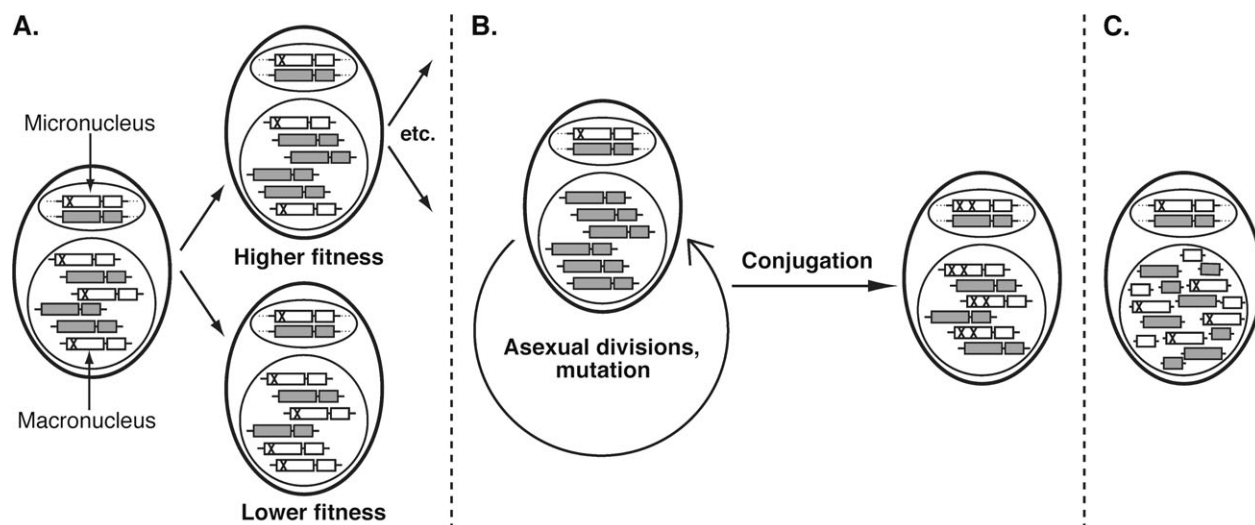 A.
Micronucleus
Macronucleus
Higher fitness
Lower fitness
etc.
B.
Asexual divisions,
mutation
Conjugation
C.